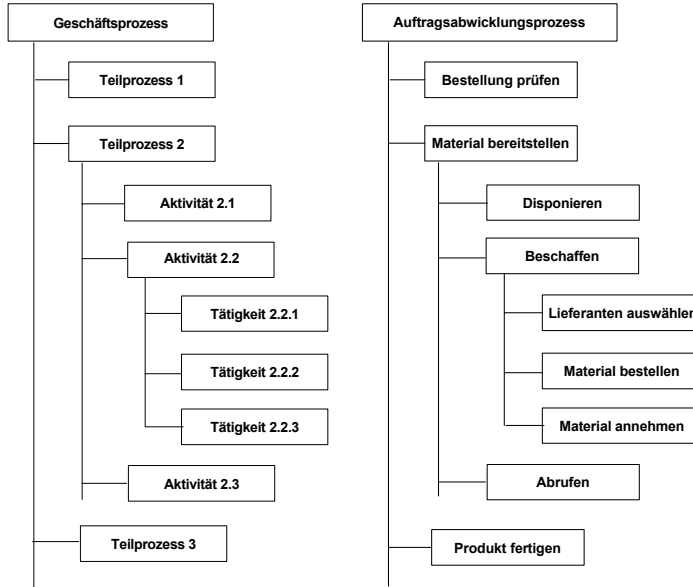 Geschäftsprozess
Teilprozess 1
Teilprozess 2
Aktivität 2.1
Aktivität 2.2
Tätigkeit 2.2.1
Tätigkeit 2.2.2
Tätigkeit 2.2.3
Aktivität 2.3
Teilprozess 3
Auftragsabwicklungsprozess
Bestellung prüfen
Material bereitstellen
Disponieren
Beschaffen
Lieferanten auswählen
Material bestellen
Material annehmen
Abrufen
Produkt fertigen